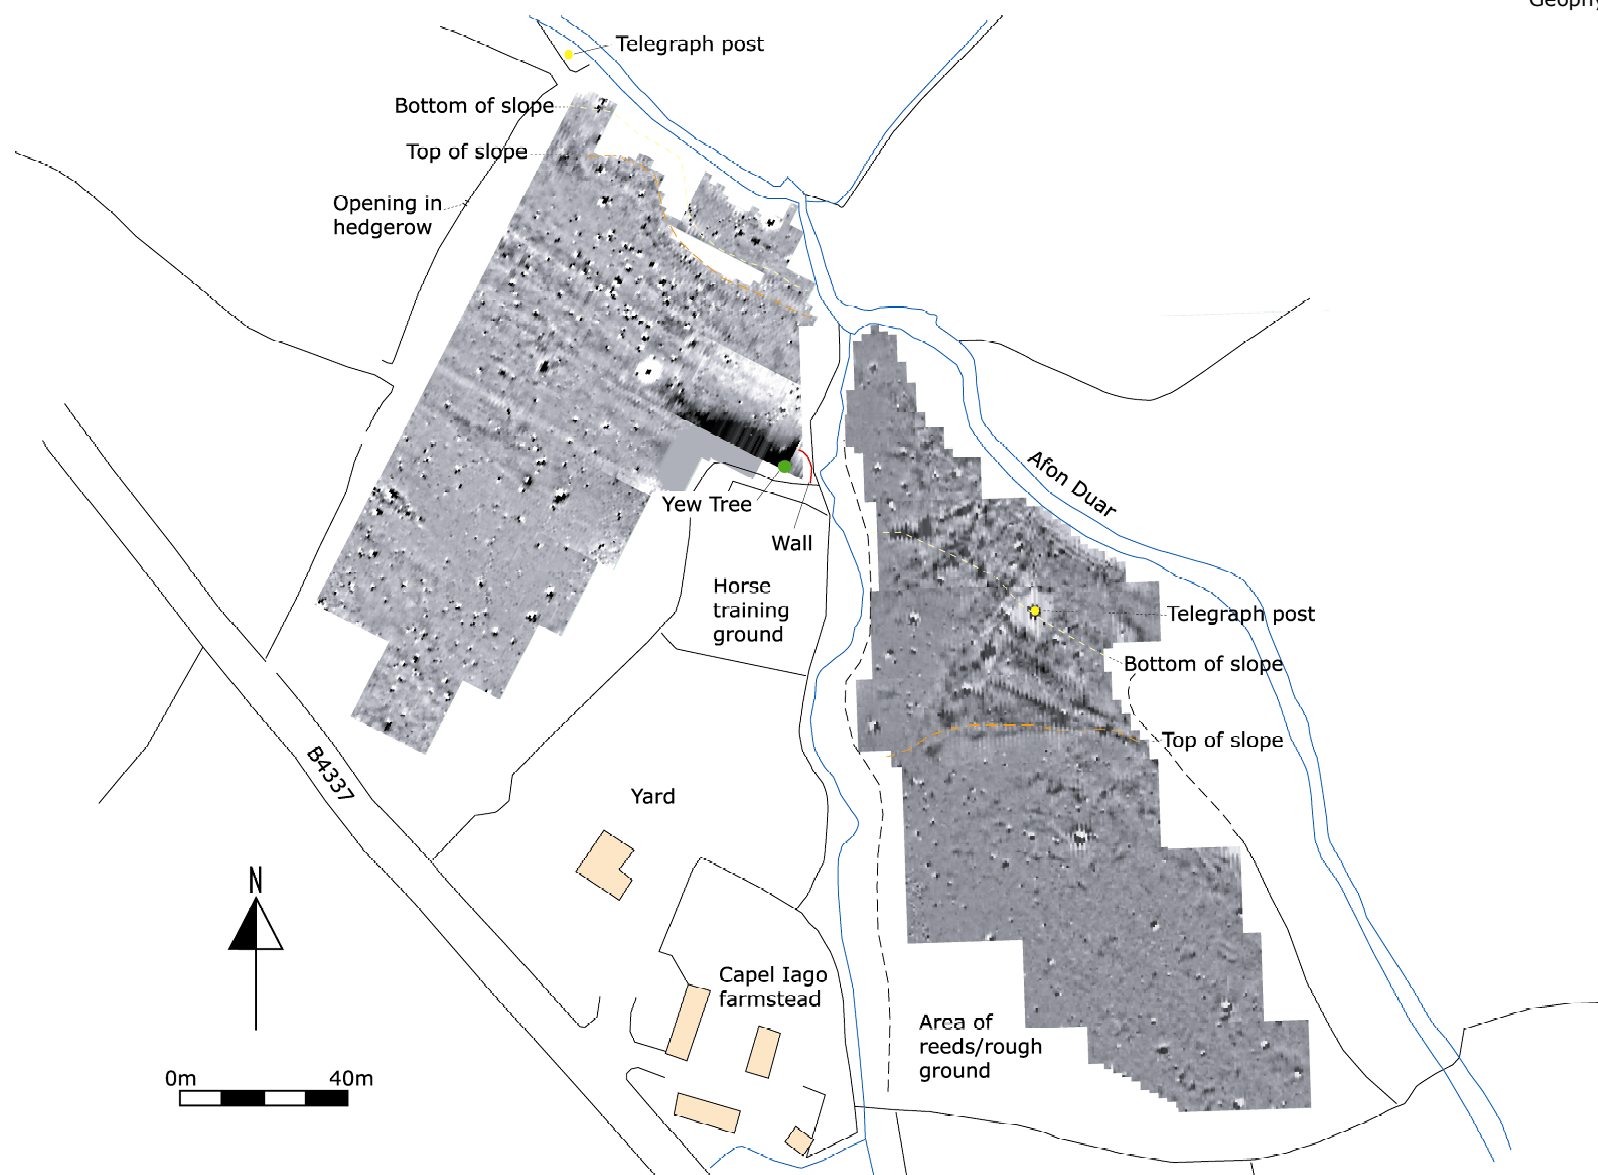 Telegraph post
Bottom of slope
Top of slope
Opening in
hedgerow
Afon Duar
Yew Tree
Wall
Horse
training
ground
Telegraph post
Bottom of slope
Top of slope
B4337
Yard
N
Capel Iago
farmstead
Area of
reeds/rough
ground
0m 40m